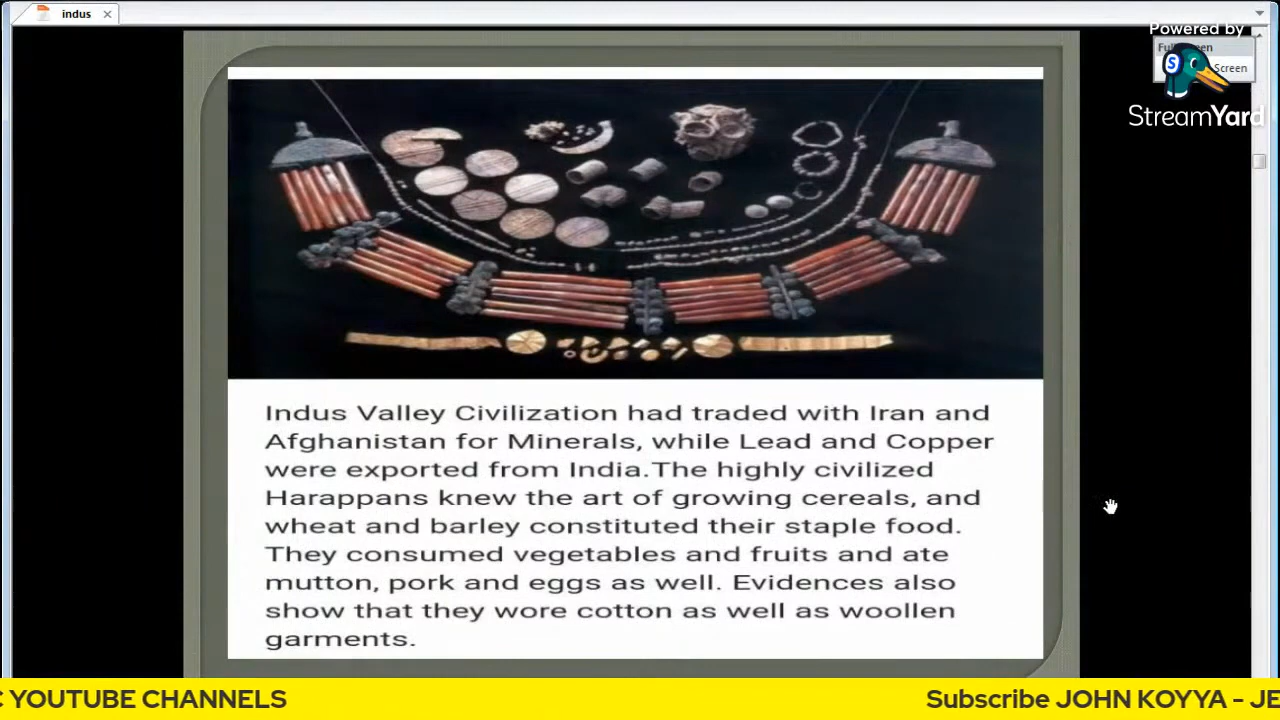 indus
Powered by
Screen
StreamYard
Indus Valley Civilization had traded with Iran and
Afghanistan for Minerals, while Lead and Copper
were exported from India.The highly civilized
Harappans knew the art of growing cereals, and
wheat and barley constituted their staple food.
They consumed vegetables and fruits and ate
mutton, pork and eggs as well. Evidences also
show that they wore cotton as well as woollen
garments.
YOUTUBE CHANNELS
Subscribe JOHN KOYYA - JE